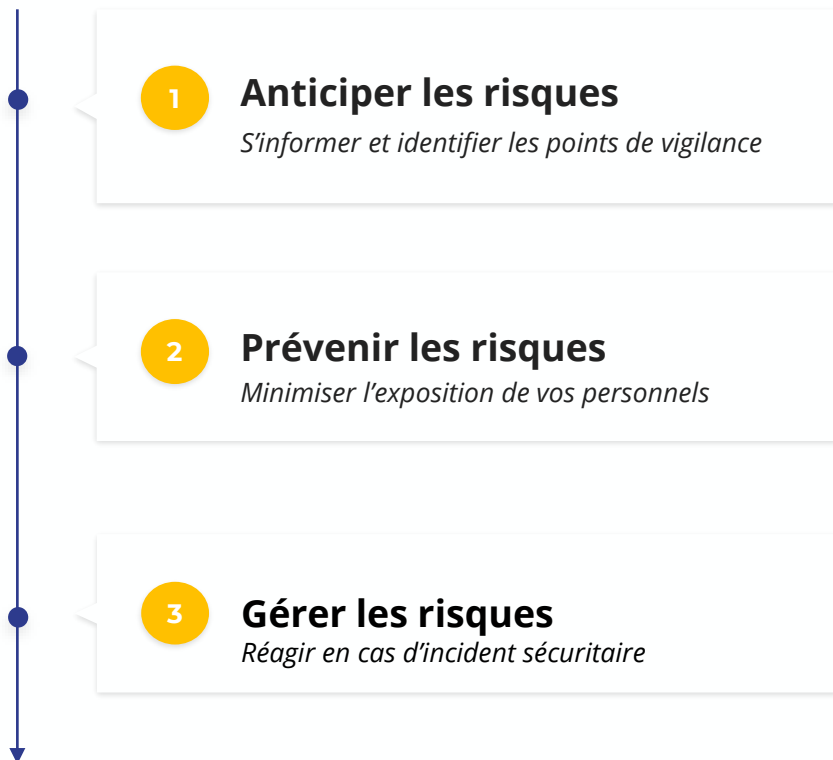 1
Anticiper les risques
S'informer et identifier les points de vigilance
2
Prévenir les risques
Minimiser l’exposition de vos personnels
3
Gérer les risques
Réagir en cas d’incident sécuritaire